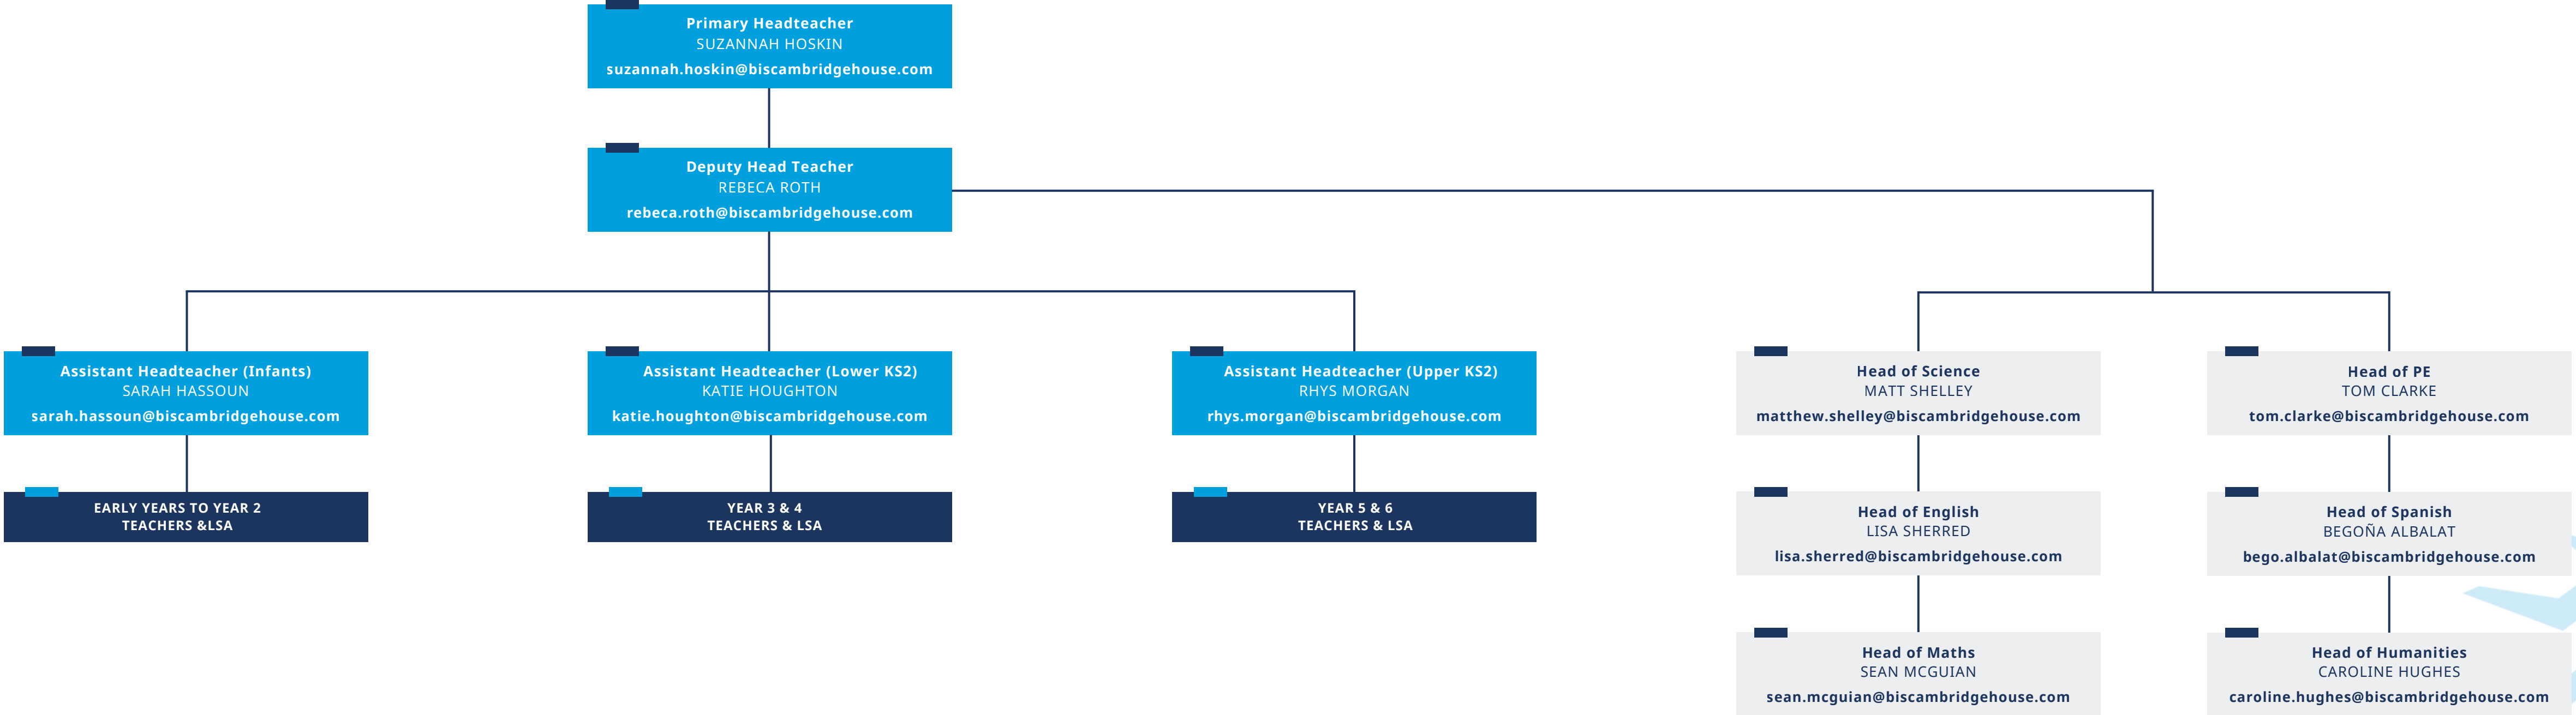 Primary Headteacher
SUZANNAH HOSKIN
suzannah.hoskin@biscambridgehouse.com
Deputy Head Teacher
REBECA ROTH
rebeca.roth@biscambridgehouse.com
Assistant Headteacher (Infants)
SARAH HASSOUN
sarah.hassoun@biscambridgehouse.com
EARLY YEARS TO YEAR 2
TEACHERS &LSA
Assistant Headteacher (Lower KS2)
KATIE HOUGHTON
katie.houghton@biscambridgehouse.com
YEAR 3 & 4
TEACHERS & LSA
Assistant Headteacher (Upper KS2)
RHYS MORGAN
rhys.morgan@biscambridgehouse.com
YEAR 5 & 6
TEACHERS & LSA
Head of Science
MATT SHELLEY
matthew.shelley@biscambridgehouse.com
Head of English
LISA SHERRED
lisa.sherred@biscambridgehouse.com
Head of Maths
SEAN MCGUIAN
sean.mcguian@biscambridgehouse.com
Head of PE
TOM CLARKE
tom.clarke@biscambridgehouse.com
Head of Spanish
BEGOÑA ALBALAT
bego.albalat@biscambridgehouse.com
Head of Humanities
CAROLINE HUGHES
caroline.hughes@biscambridgehouse.com